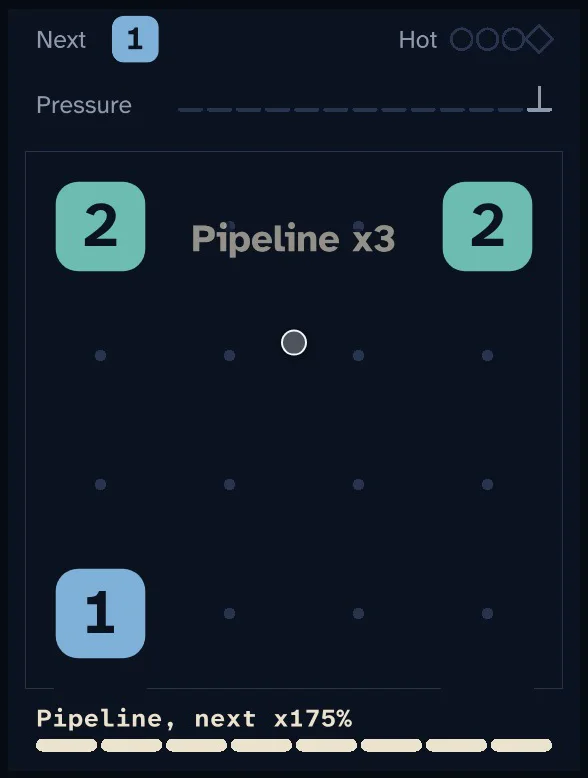 Next 1 Hot
Pressure
2 Pipeline x3 2
1
Pipeline, next x175%